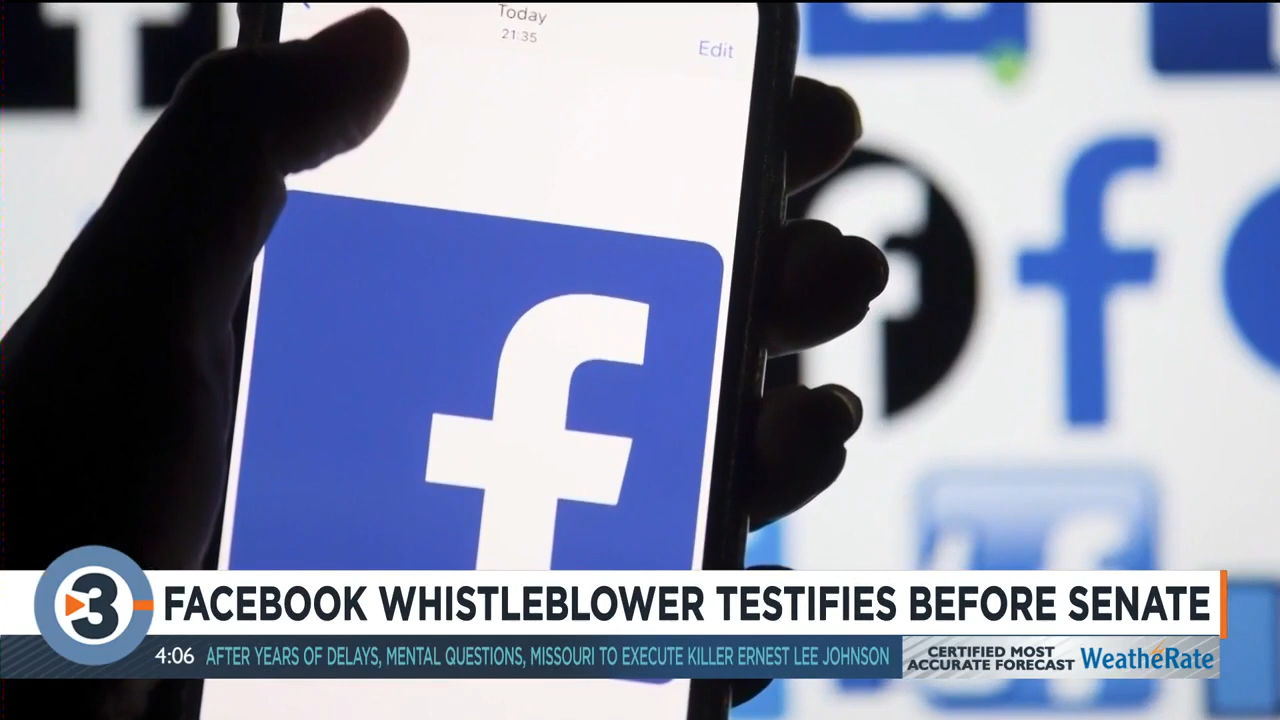 Today
21:35
Edit
3
FACEBOOK WHISTLEBLOWER TESTIFIES BEFORE SENATE
4:06 AFTER YEARS OF DELAYS, MENTAL QUESTIONS, MISSOURI TO EXECUTE KILLER ERNEST LEE JOHNSON
CERTIFIED MOST
ACCURATE FORECAST
WeatheRate